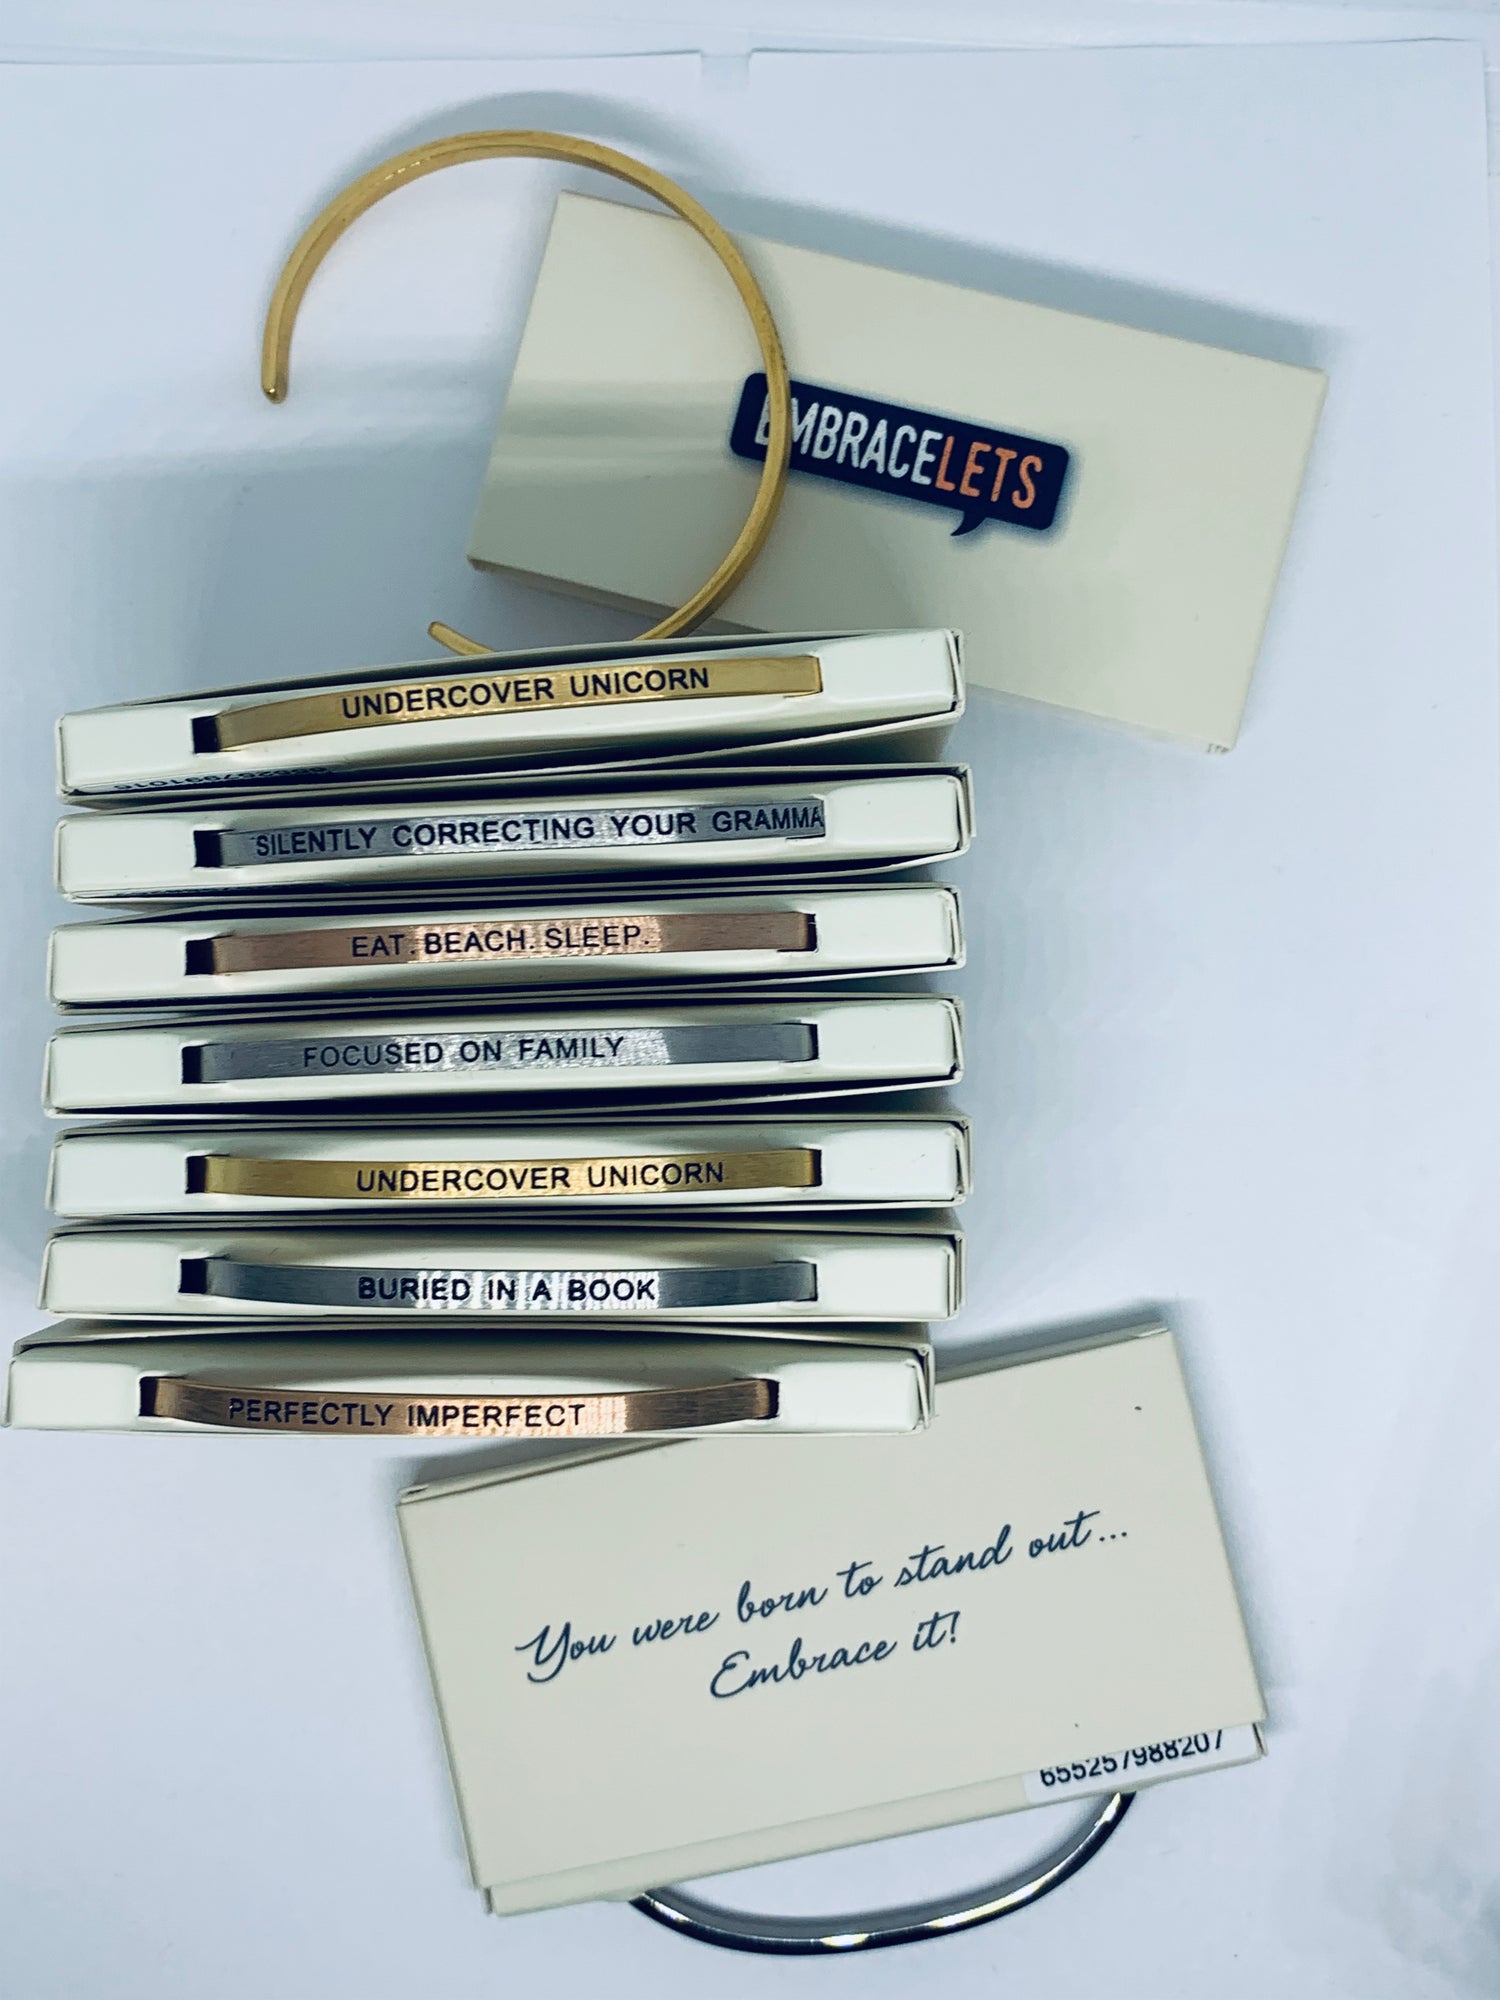 EMBRACELETS
UNDERCOVER UNICORN
SILENTLY CORRECTING YOUR GRAMMA
EAT. BEACH. SLEEP.
FOCUSED ON FAMILY
UNDERCOVER UNICORN
BURIED IN A BOOK
PERFECTLY IMPERFECT
You were born to stand out...
Embrace it!
655257988207